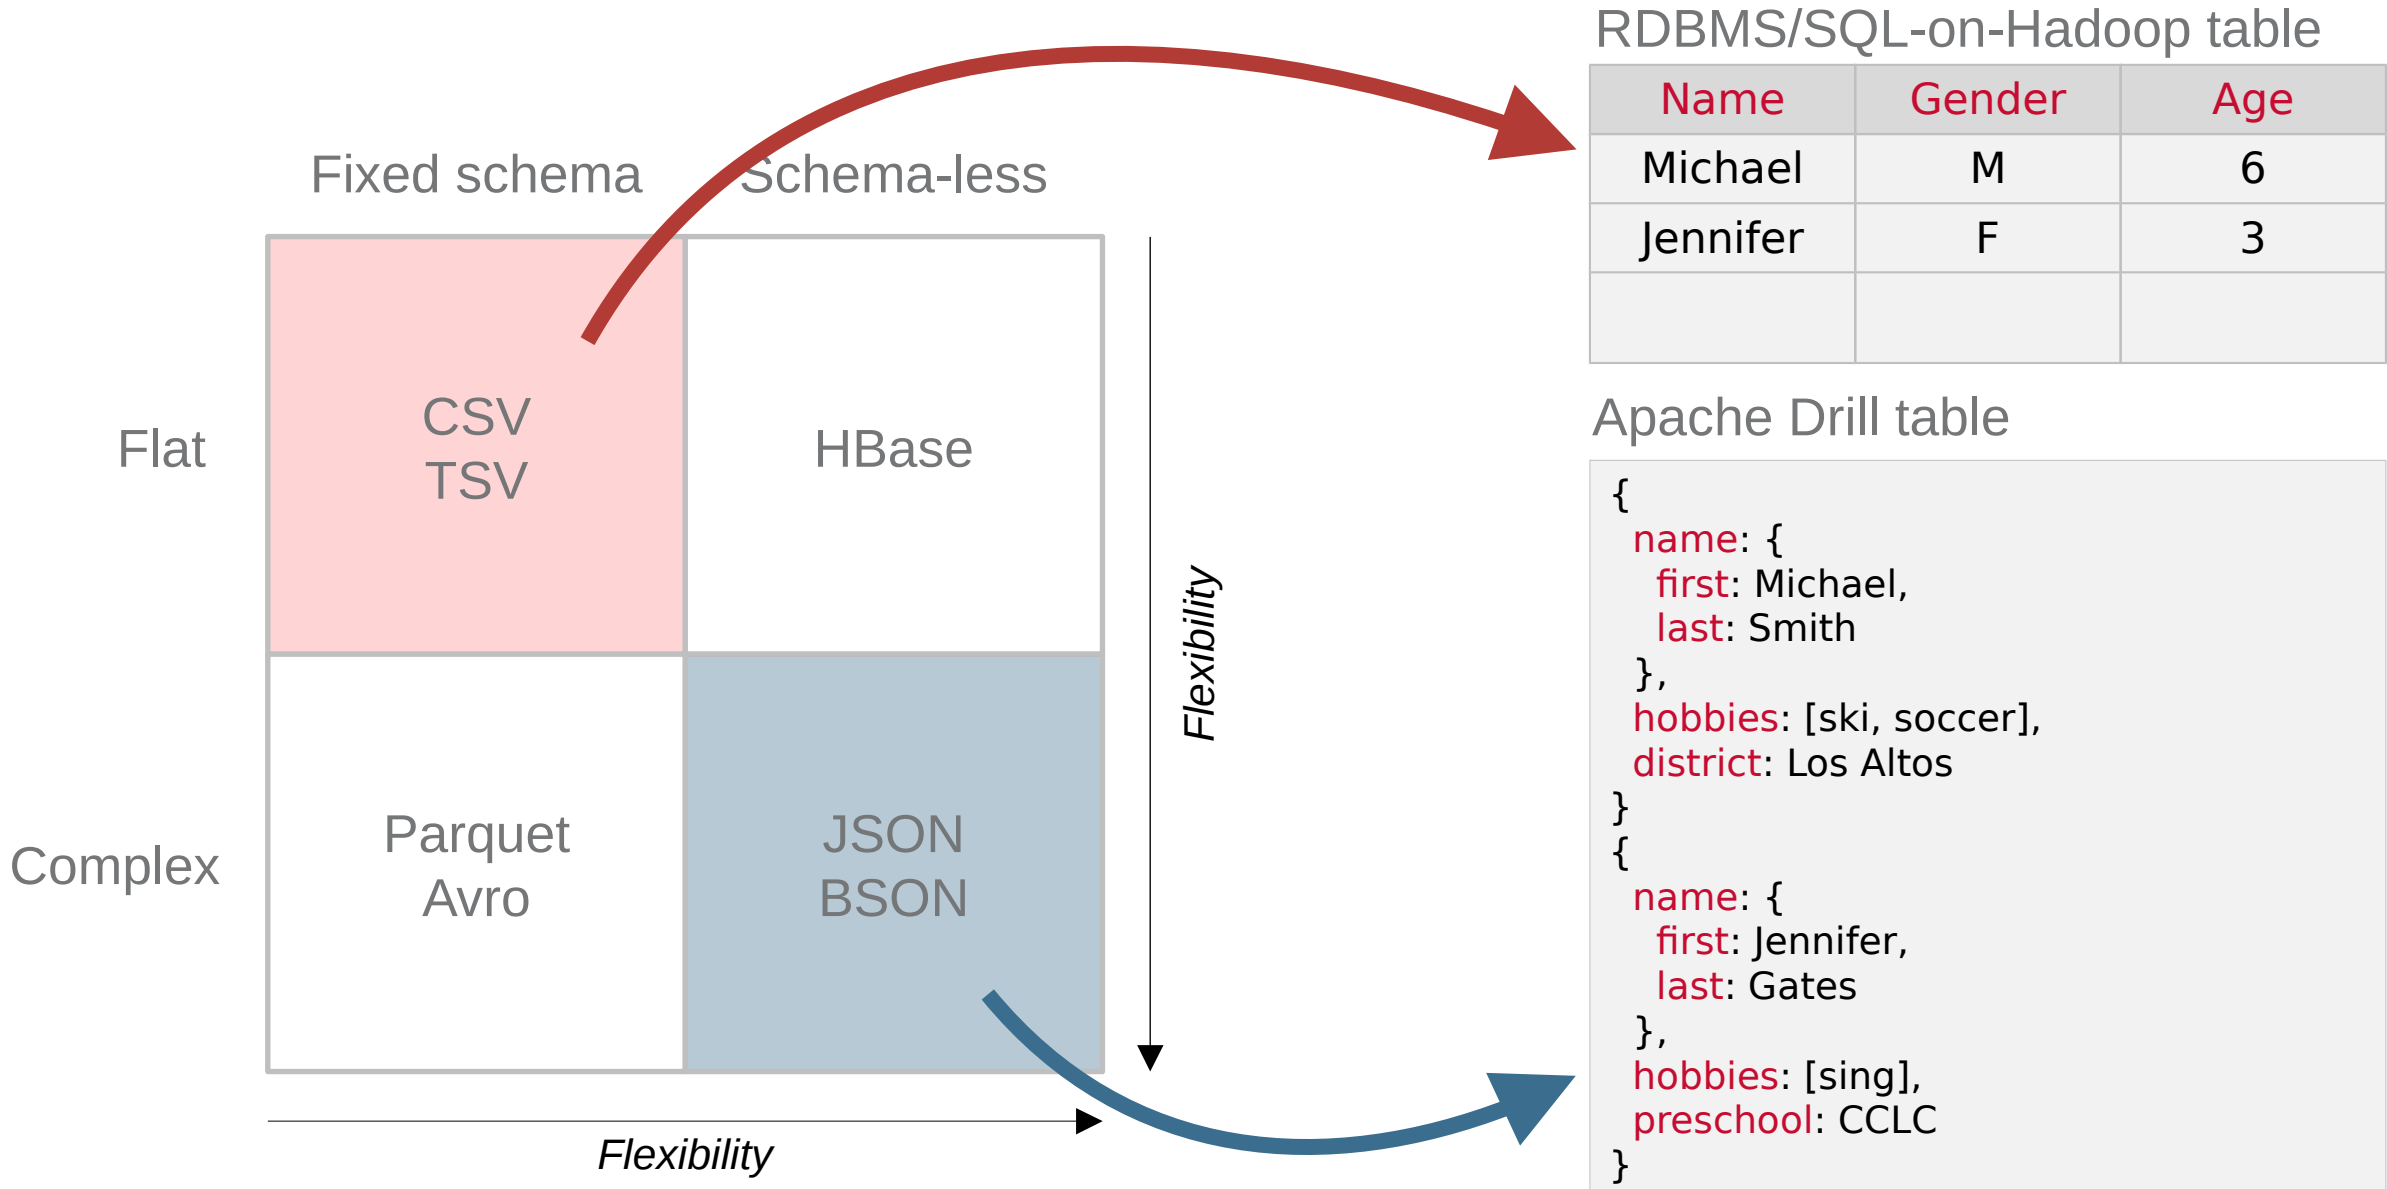 RDBMS/SQL-on-Hadoop table
Name Gender Age
Michael M 6
Jennifer F 3
Fixed schema Schema-less
Flat
CSV
TSV
HBase
Complex
Parquet
Avro
JSON
BSON
Flexibility
Flexibility
Apache Drill table
{
name: {
first: Michael,
last: Smith
},
hobbies: [ski, soccer],
district: Los Altos
}
{
name: {
first: Jennifer,
last: Gates
},
hobbies: [sing],
preschool: CCLC
}